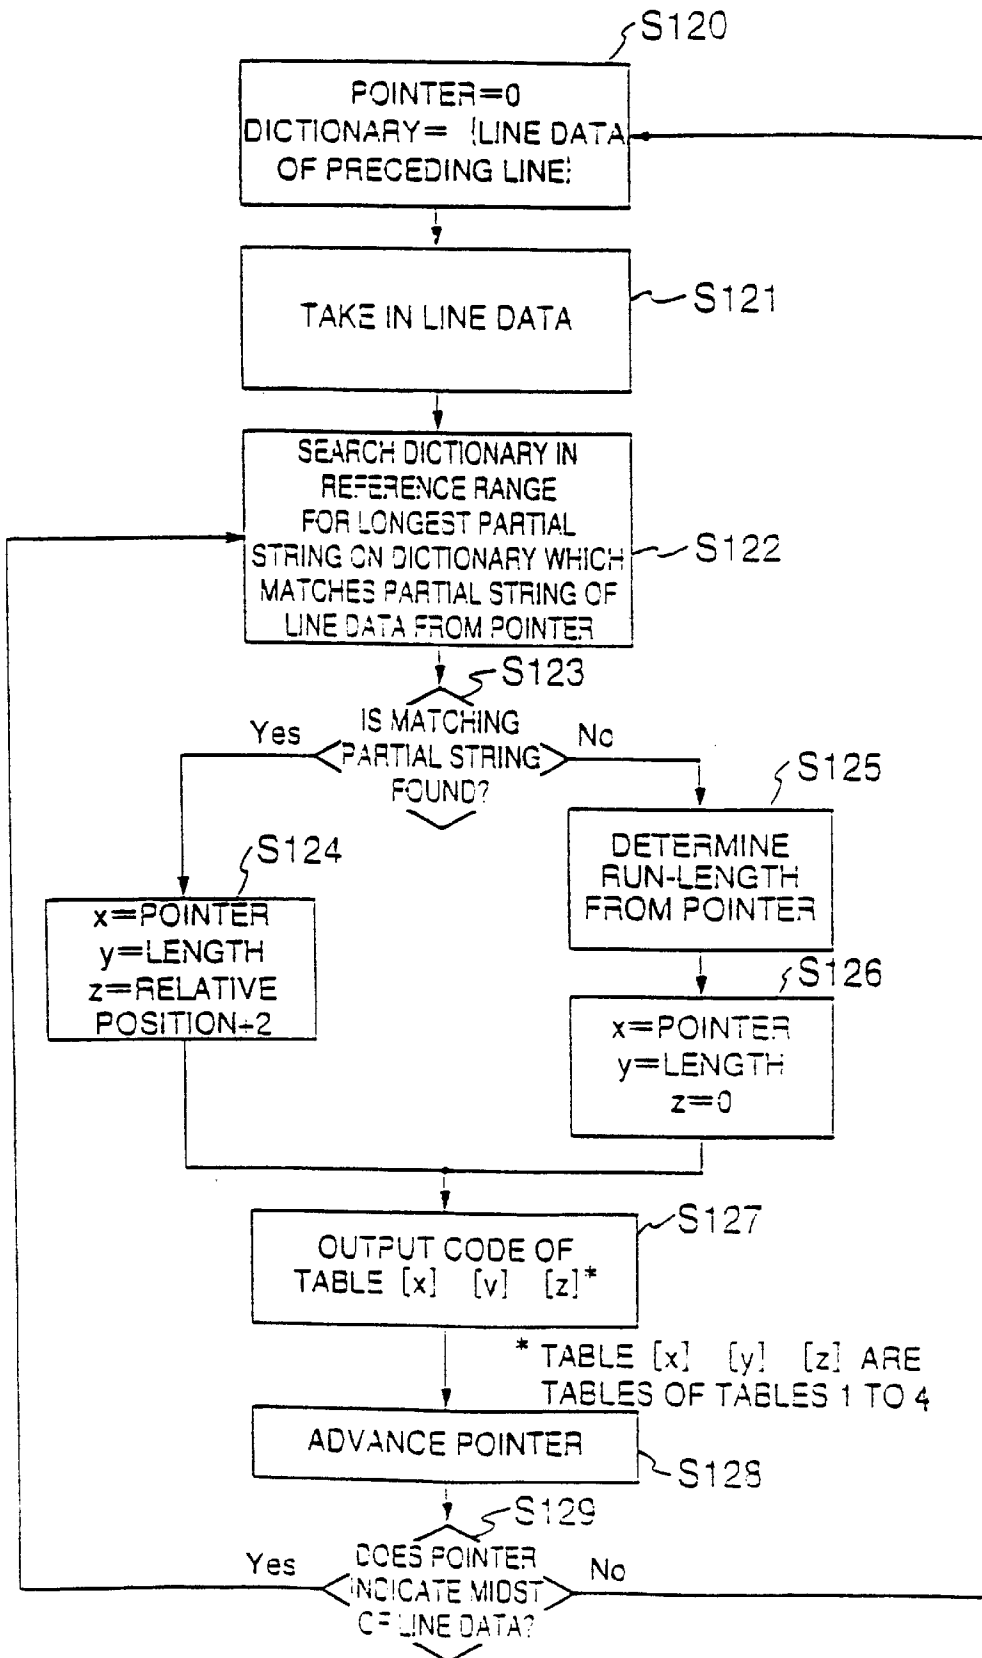 S120
POINTER=0
DICTIONARY= {LINE DATA
OF PRECEDING LINE}
S121
TAKE IN LINE DATA
SEARCH DICTIONARY IN
REFERENCE RANGE
FOR LONGEST PARTIAL
STRING ON DICTIONARY WHICH
MATCHES PARTIAL STRING OF
LINE DATA FROM POINTER
S122
S123
IS MATCHING
PARTIAL STRING
FOUND?
Yes
No
S124
x=POINTER
y=LENGTH
z=RELATIVE
POSITION+2
S125
DETERMINE
RUN-LENGTH
FROM POINTER
S126
x=POINTER
y=LENGTH
z=0
S127
OUTPUT CODE OF
TABLE [x] [y] [z]*
* TABLE [x] [y] [z] ARE
TABLES OF TABLES 1 TO 4
ADVANCE POINTER
S128
S129
DOES POINTER
INDICATE MIDST
OF LINE DATA?
Yes
No